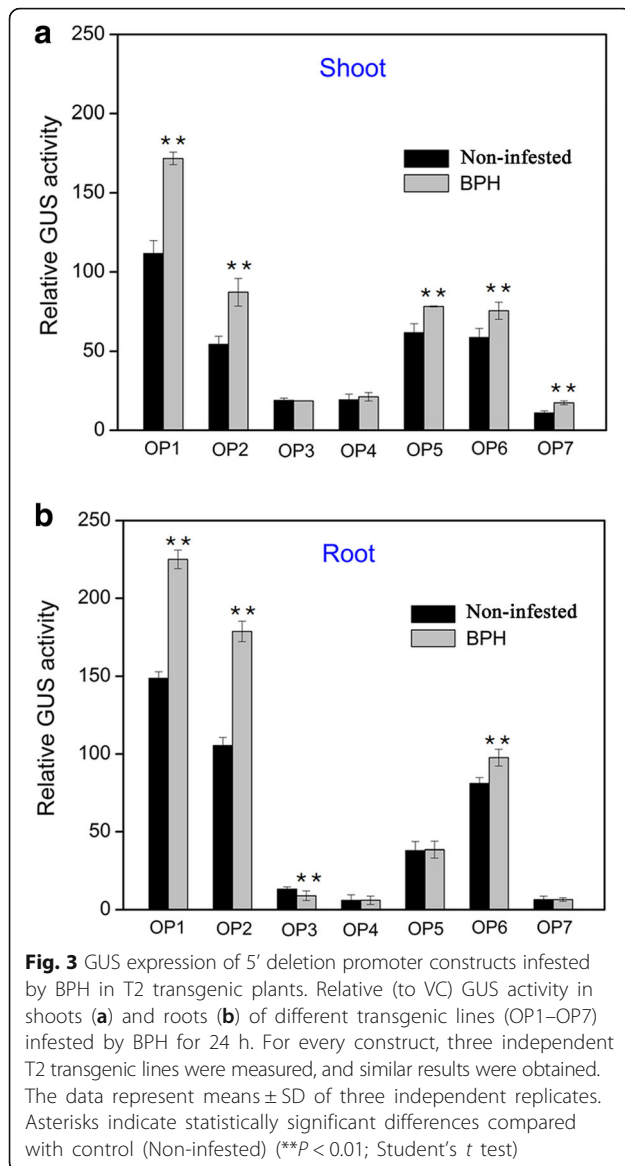 a
250
200
150
100
50
0
Relative GUS activity
Shoot
Non-infested
BPH
**
**
**
**
**
OP1 OP2 OP3 OP4 OP5 OP6 OP7
b
250
200
150
100
50
0
Relative GUS activity
Root
Non-infested
BPH
**
**
**
**
OP1 OP2 OP3 OP4 OP5 OP6 OP7
Fig. 3 GUS expression of 5′ deletion promoter constructs infested
by BPH in T2 transgenic plants. Relative (to VC) GUS activity in
shoots (a) and roots (b) of different transgenic lines (OP1–OP7)
infested by BPH for 24 h. For every construct, three independent
T2 transgenic lines were measured, and similar results were obtained.
The data represent means ± SD of three independent replicates.
Asterisks indicate statistically significant differences compared
with control (Non-infested) (**P < 0.01; Student's t test)